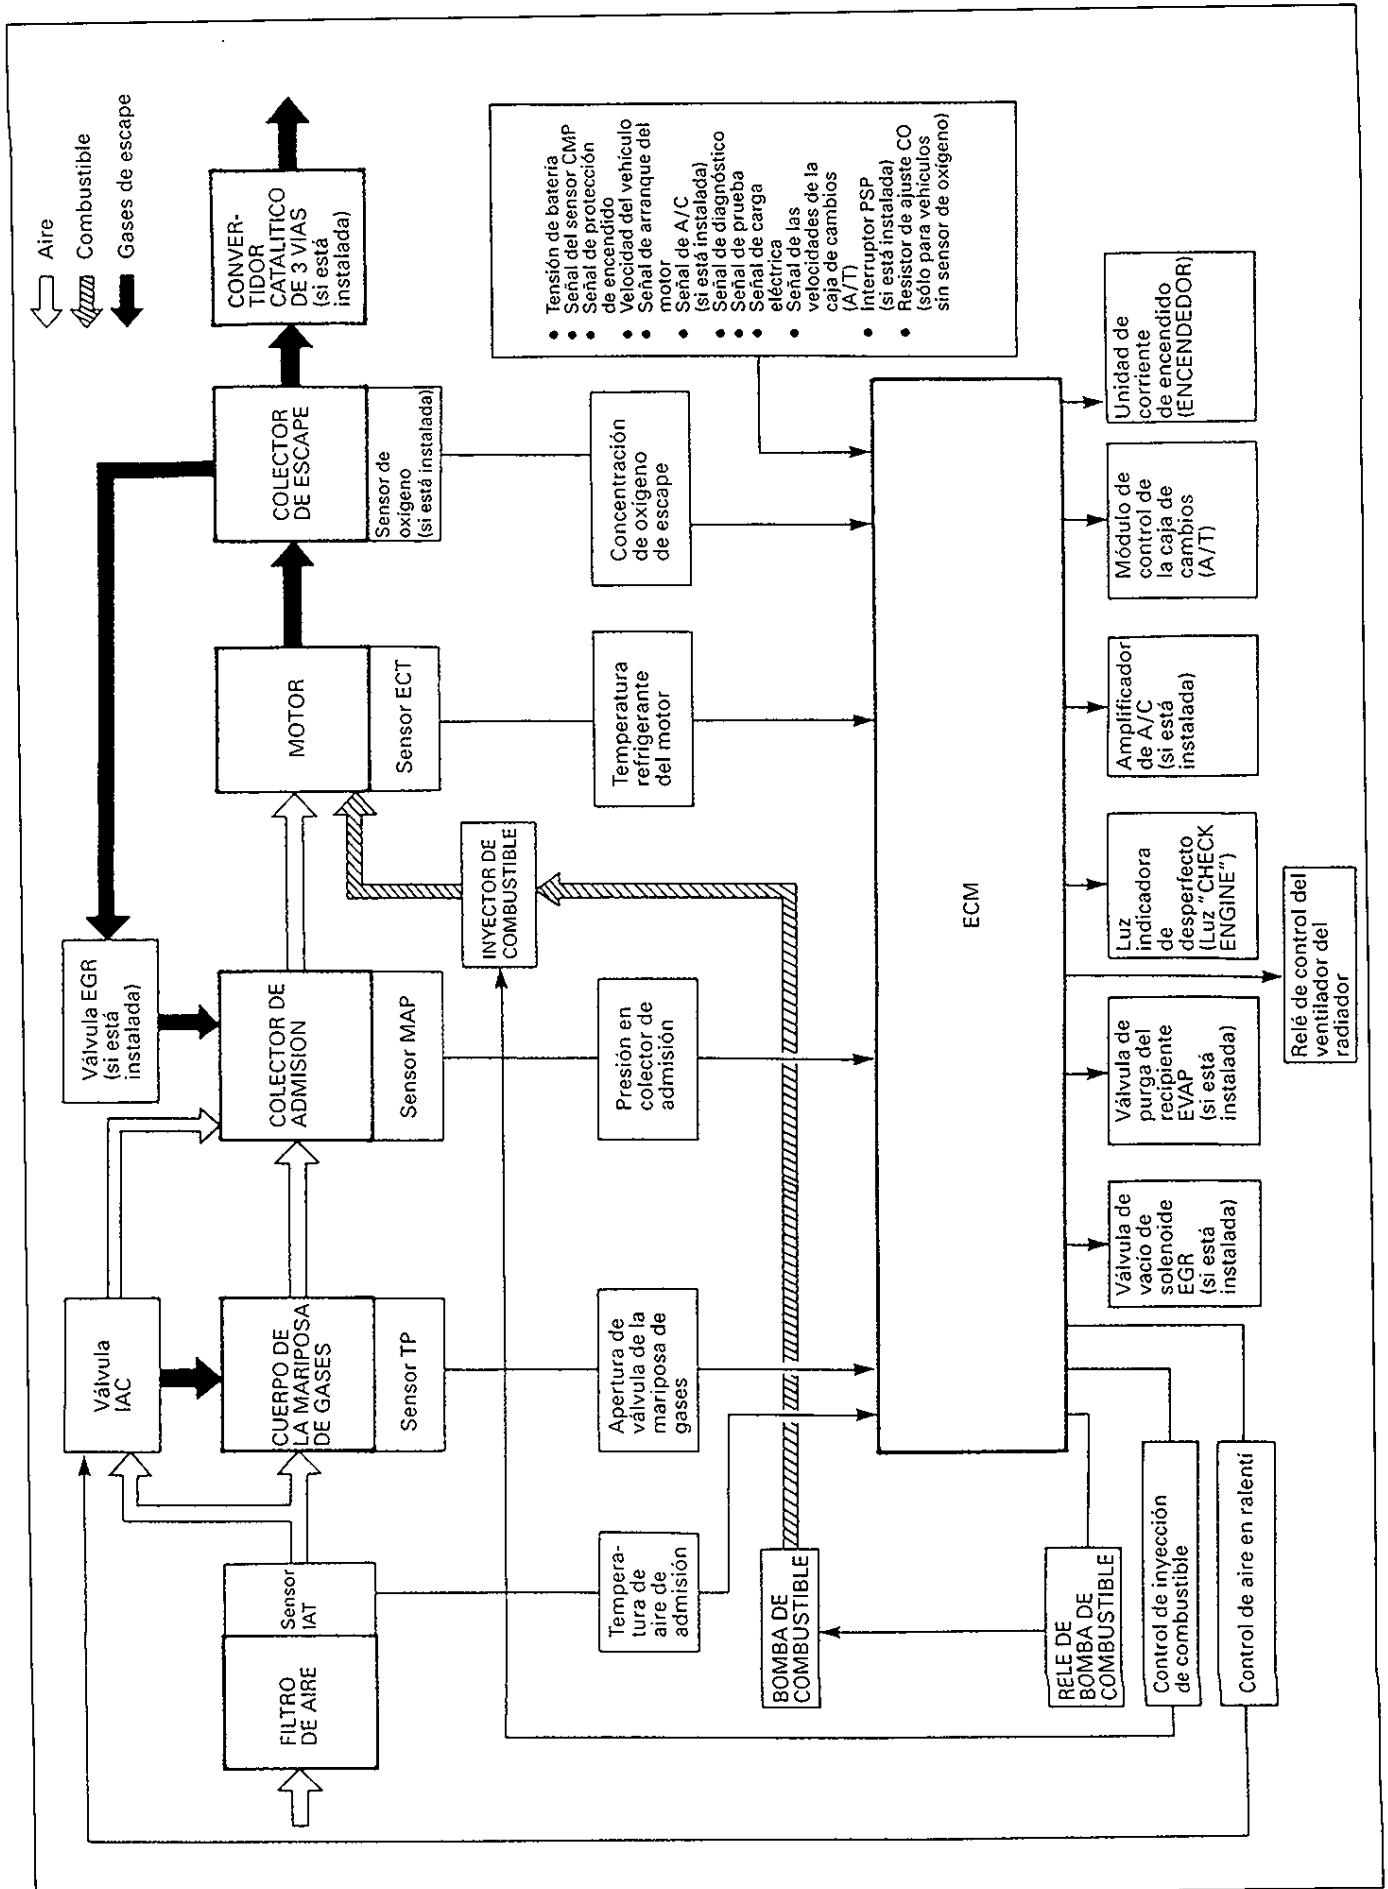 Aire
Combustible
Gases de escape
FILTRO
DE AIRE
Sensor
IAT
Válvula
IAC
CUERPO DE
LA MARIPOSA
DE GASES
Sensor TP
Válvula EGR
(si está
instalada)
COLECTOR DE
ADMISION
Sensor MAP
MOTOR
Sensor ECT
COLECTOR
DE ESCAPE
Sensor de
oxígeno
(si está instalada)
CONVER-
TIDOR
CATALITICO
DE 3 VIAS
(si está
instalada)
INYECTOR DE
COMBUSTIBLE
Tempera-
tura de
aire de
admisión
Apertura de
válvula de la
mariposa de
gases
Presión en
colector de
admisión
Temperatura
refrigerante
del motor
Concentración
de oxígeno
de escape
• Tensión de batería
• Señal del sensor CMP
• Señal de protección
de encendido
• Velocidad del vehículo
• Señal de arranque del
motor
• Señal de A/C
(si está instalada)
• Señal de diagnóstico
• Señal de prueba
• Señal de carga
eléctrica
• Señal de las
velocidades de la
caja de cambios
(A/T)
• Interruptor PSP
(si está instalada)
• Resistor de ajuste CO
(sólo para vehículos
sin sensor de oxígeno)
BOMBA DE
COMBUSTIBLE
ECM
RELE DE
BOMBA DE
COMBUSTIBLE
Control de inyección
de combustible
Control de aire en ralentí
Válvula de
vacío de
solenoide
EGR
(si está
instalada)
Válvula de
purga del
recipiente
EVAP
(si está
instalada)
Luz
indicadora
de
desperfecto
(Luz "CHECK
ENGINE")
Amplificador
de A/C
(si está
instalada)
Módulo de
control de
la caja de
cambios
(A/T)
Unidad de
corriente
de encendido
(ENCENDEDOR)
Relé de control del
ventilador del
radiador